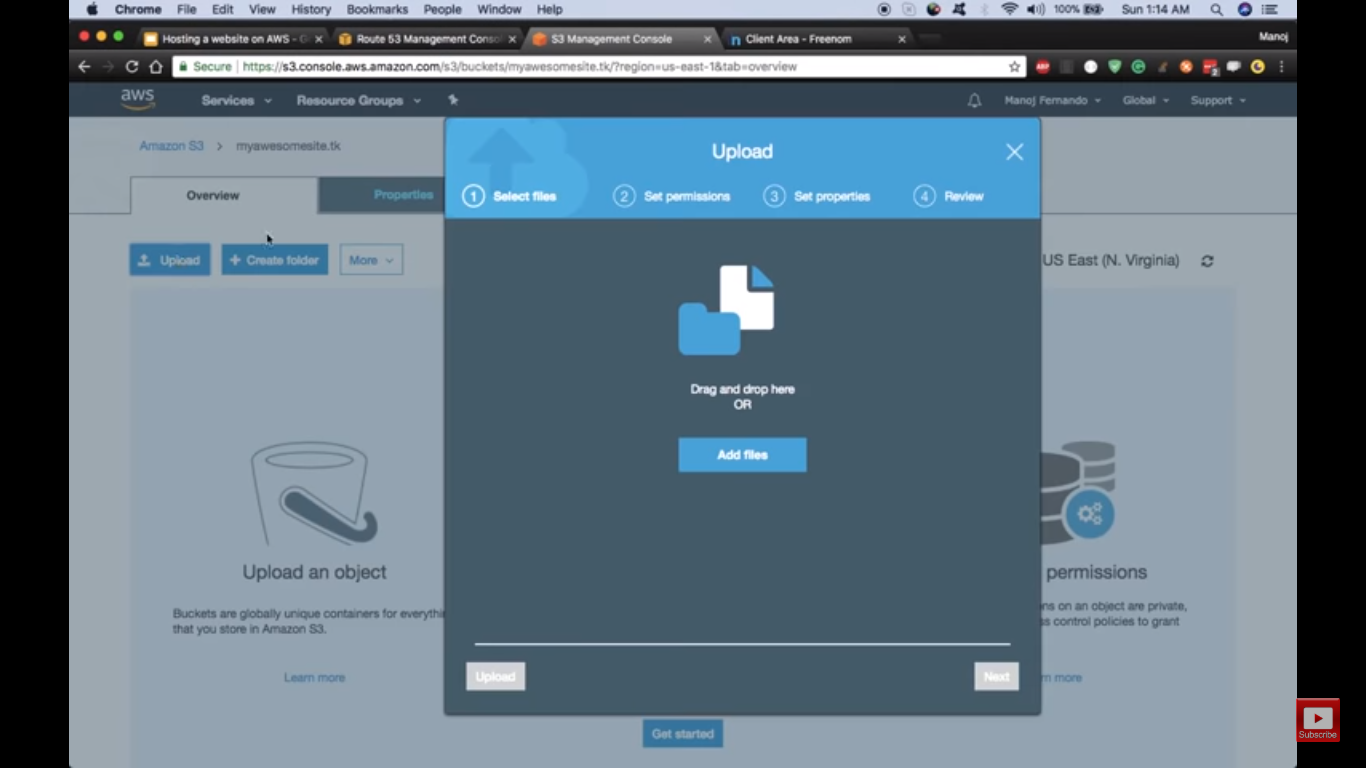 Chrome File Edit View History Bookmarks People Window Help 100% Sun 1:14 AM
Hosting a website on AWS - G Route 53 Management Conso S3 Management Console Client Area - Freenom Manoj
Secure https://s3.console.aws.amazon.com/s3/buckets/myawesomesite.tk/?region=us-east-1&tab=overview
aws Services Resource Groups Manoj Fernando Global Support
Amazon S3 > myawesomesite.tk
Upload
Overview Properties
1 Select files 2 Set permissions 3 Set properties 4 Review
Upload + Create folder More US East (N. Virginia)
Drag and drop here
OR
Add files
Upload an object permissions
Buckets are globally unique containers for everythin
that you store in Amazon S3.
ns on an object are private,
ss control policies to grant
Learn more rn more
Upload Next
Get started
Subscribe